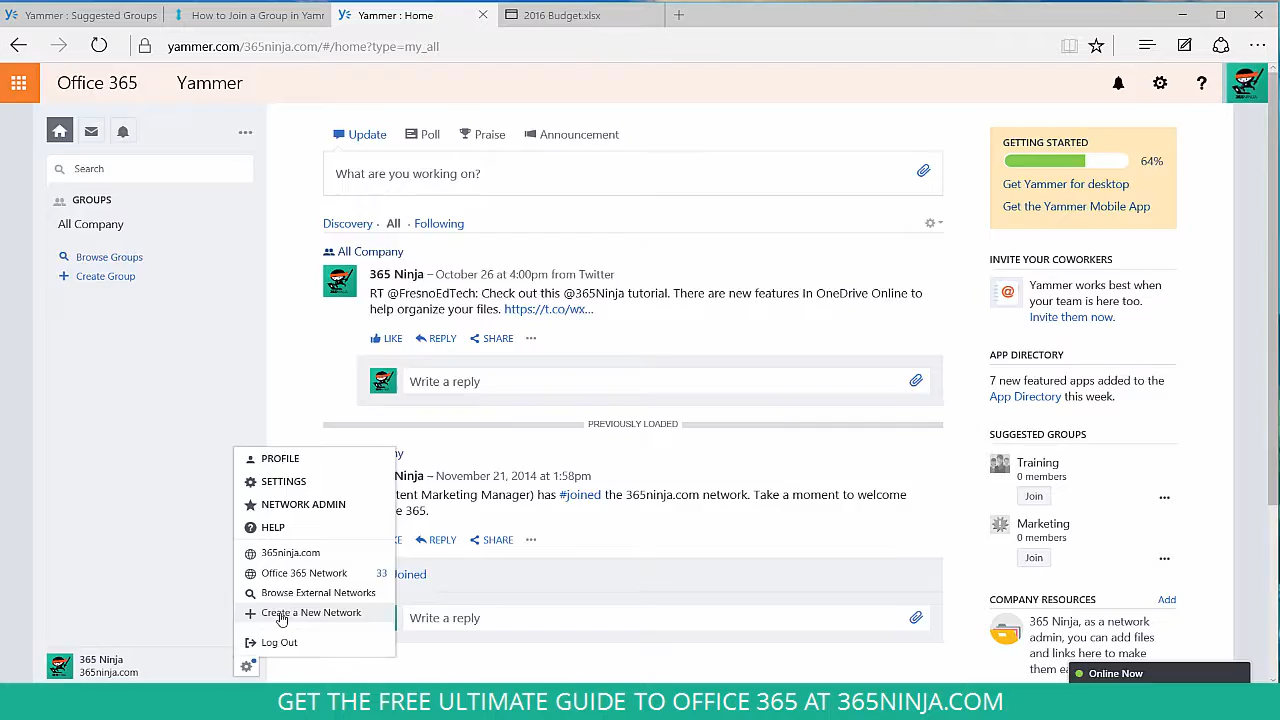 Yammer : Suggested Groups
How to Join a Group in Yamr
Yammer : Home
2016 Budget.xlsx
yammer.com/365ninja.com/#/home?type=my_all
Office 365
Yammer
Update
Poll
Praise
Announcement
Search
What are you working on?
GROUPS
All Company
Browse Groups
Create Group
Discovery · All · Following
All Company
365 Ninja – October 26 at 4:00pm from Twitter
RT @FresnoEdTech: Check out this @365Ninja tutorial. There are new features In OneDrive Online to
help organize your files. https://t.co/wx...
LIKE REPLY SHARE
Write a reply
PREVIOUSLY LOADED
ny
Ninja – November 21, 2014 at 1:58pm
tent Marketing Manager) has #joined the 365ninja.com network. Take a moment to welcome
e 365.
KE REPLY SHARE
Joined
Write a reply
PROFILE
SETTINGS
NETWORK ADMIN
HELP
365ninja.com
Office 365 Network 33
Browse External Networks
Create a New Network
Log Out
365 Ninja
365ninja.com
GETTING STARTED
64%
Get Yammer for desktop
Get the Yammer Mobile App
INVITE YOUR COWORKERS
Yammer works best when
your team is here too.
Invite them now.
APP DIRECTORY
7 new featured apps added to the
App Directory this week.
SUGGESTED GROUPS
Training
0 members
Join
Marketing
0 members
Join
COMPANY RESOURCES Add
365 Ninja, as a network
admin, you can add files
and links here to make
them ea
Online Now
GET THE FREE ULTIMATE GUIDE TO OFFICE 365 AT 365NINJA.COM